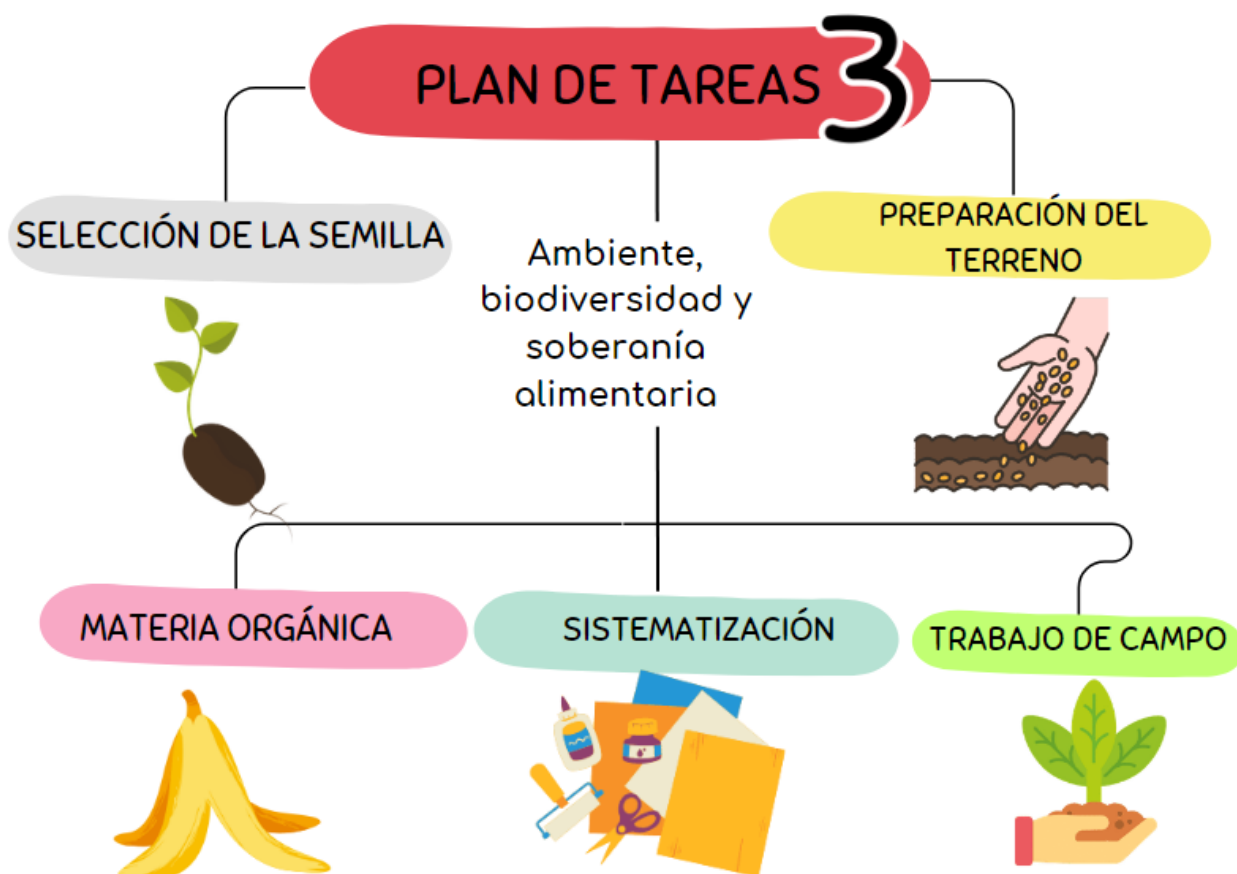 PLAN DE TAREAS 3
SELECCIÓN DE LA SEMILLA
Ambiente,
biodiversidad y
soberanía
alimentaria
PREPARACIÓN DEL
TERRENO
MATERIA ORGÁNICA
SISTEMATIZACIÓN
TRABAJO DE CAMPO